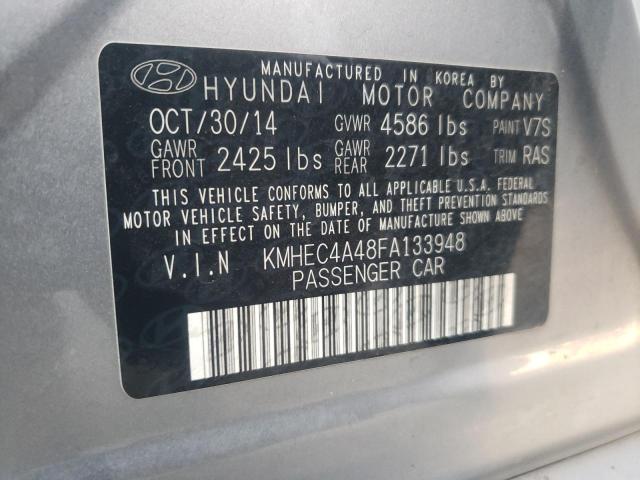 MANUFACTURED IN KOREA BY
HYUNDAI MOTOR COMPANY
OCT/30/14 GVWR 4586 lbs PAINT V7S
GAWR FRONT 2425 lbs GAWR REAR 2271 lbs TRIM RAS
THIS VEHICLE CONFORMS TO ALL APPLICABLE U.S.A. FEDERAL
MOTOR VEHICLE SAFETY, BUMPER, AND THEFT PREVENTION STANDARDS
IN EFFECT ON THE DATE OF MANUFACTURE SHOWN ABOVE.
V.I.N KMHEC4A48FA133948
PASSENGER CAR